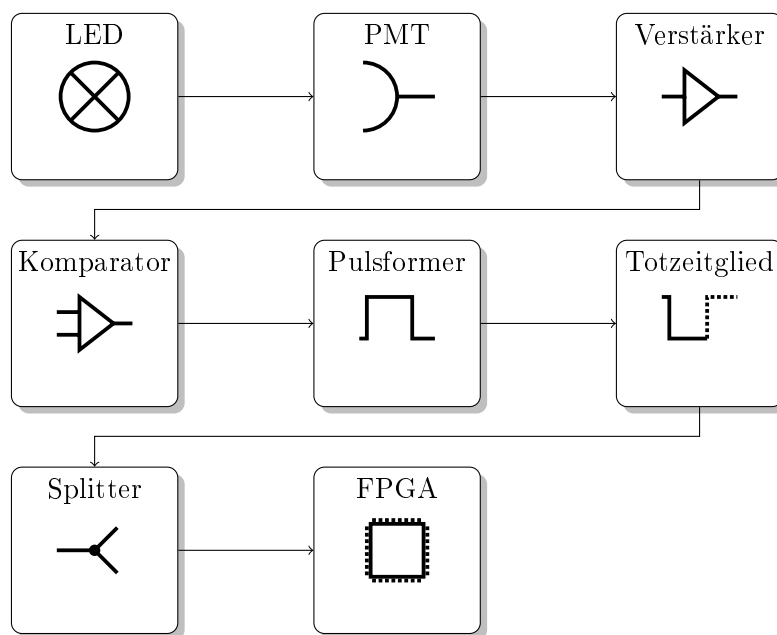 LED
PMT
Verstärker
Komparator
Pulsformer
Totzeitglied
Splitter
FPGA